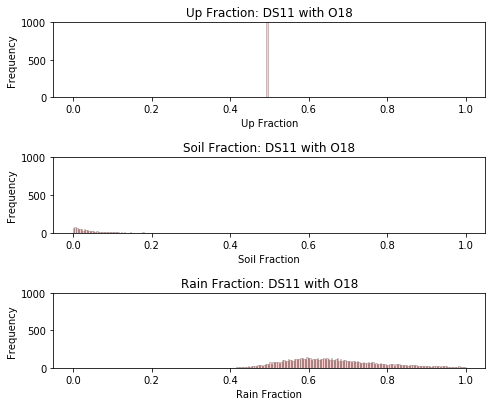 Up Fraction: DS11 with O18
1000
500
0
Frequency
0.0 0.2 0.4 0.6 0.8 1.0
Up Fraction
Soil Fraction: DS11 with O18
1000
500
0
Frequency
0.0 0.2 0.4 0.6 0.8 1.0
Soil Fraction
Rain Fraction: DS11 with O18
1000
500
0
Frequency
0.0 0.2 0.4 0.6 0.8 1.0
Rain Fraction